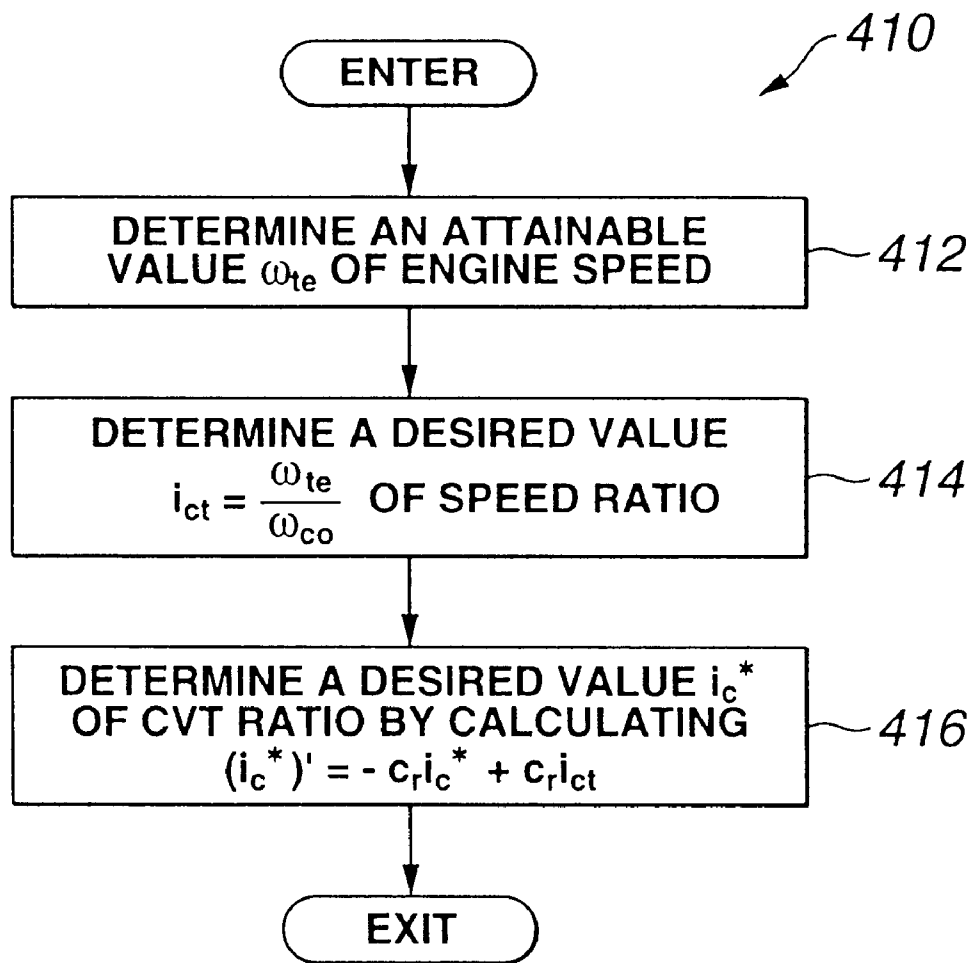 410
ENTER
DETERMINE AN ATTAINABLE
VALUE ωte OF ENGINE SPEED
412
DETERMINE A DESIRED VALUE
ict = ωte/ωco OF SPEED RATIO
414
DETERMINE A DESIRED VALUE ic*
OF CVT RATIO BY CALCULATING
(ic*)' = - cric* + crict
416
EXIT